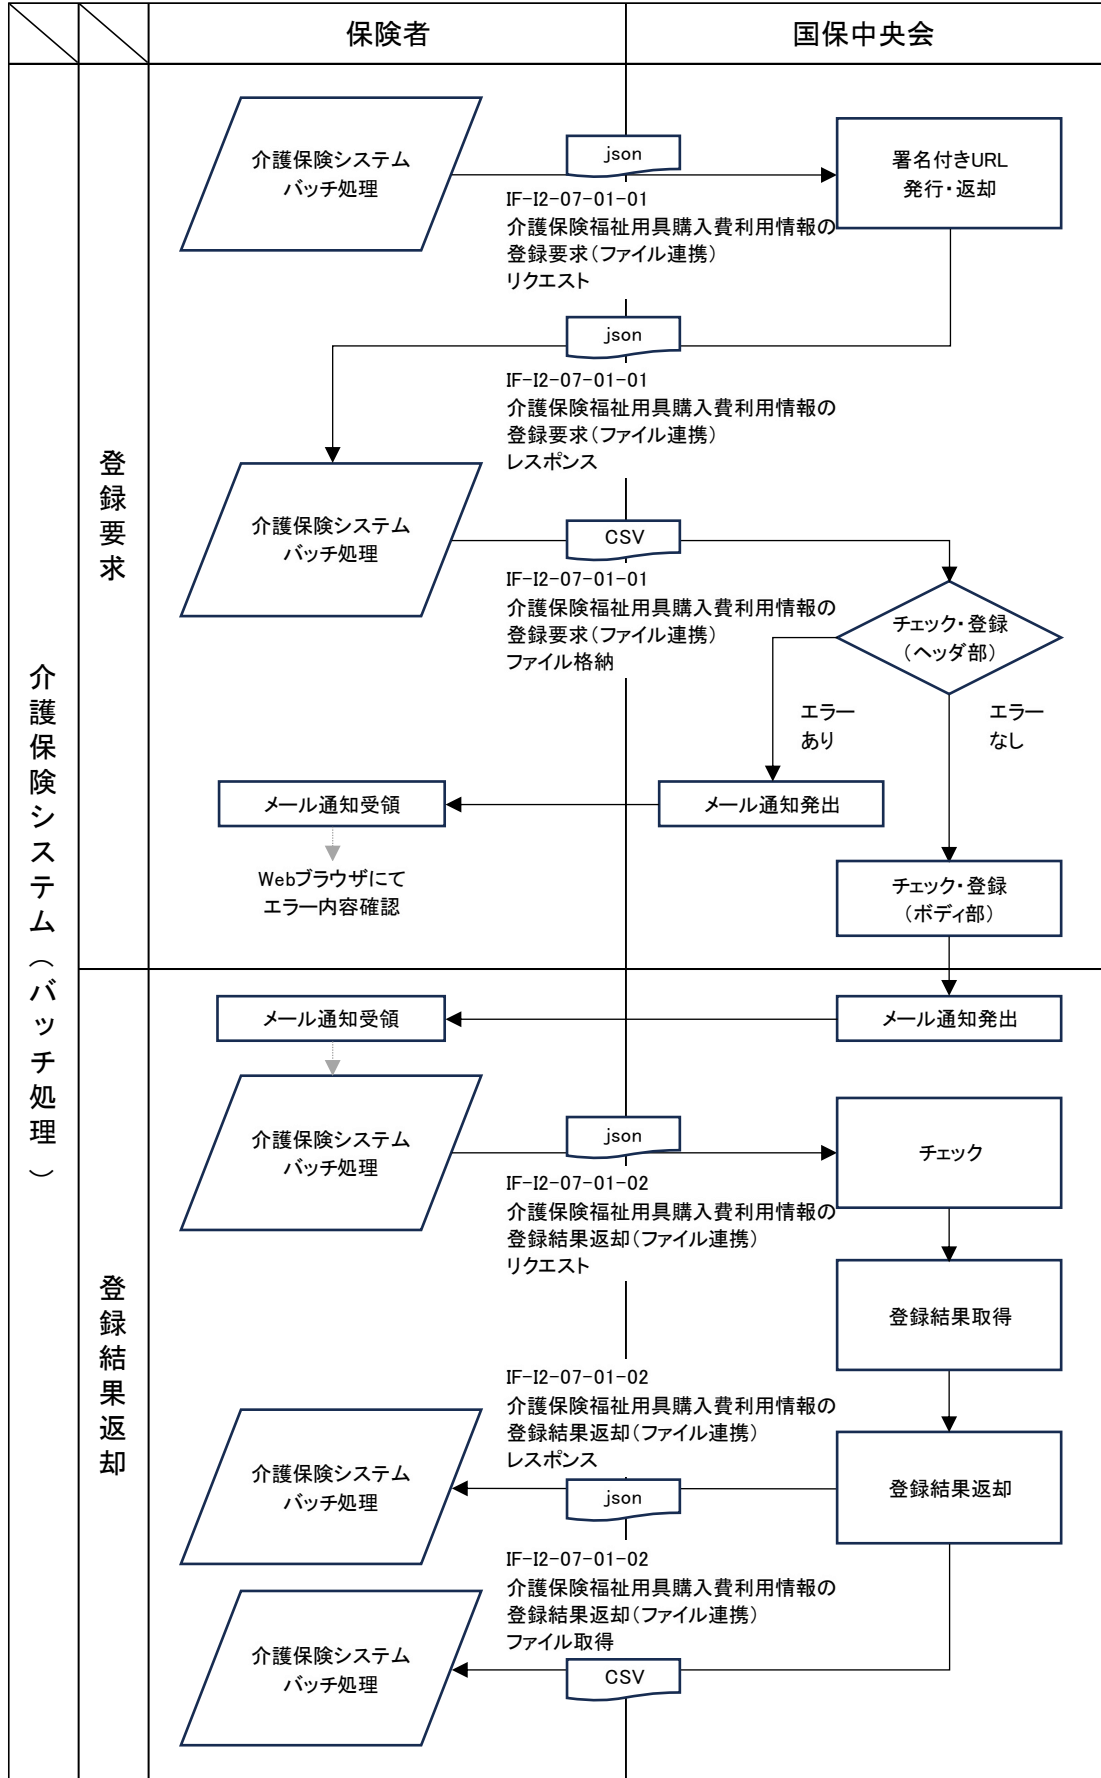 保険者
国保中央会
介護保険システム（バッチ処理）
登録要求
介護保険システム
バッチ処理
json
署名付きURL
発行・返却
IF-I2-07-01-01
介護保険福祉用具購入費利用情報の
登録要求（ファイル連携）
リクエスト
json
IF-I2-07-01-01
介護保険福祉用具購入費利用情報の
登録要求（ファイル連携）
レスポンス
介護保険システム
バッチ処理
CSV
IF-I2-07-01-01
介護保険福祉用具購入費利用情報の
登録要求（ファイル連携）
ファイル格納
チェック・登録
（ヘッダ部）
エラー
あり
エラー
なし
メール通知受領
メール通知発出
Webブラウザにて
エラー内容確認
チェック・登録
（ボディ部）
登録結果返却
メール通知受領
メール通知発出
介護保険システム
バッチ処理
json
チェック
IF-I2-07-01-02
介護保険福祉用具購入費利用情報の
登録結果返却（ファイル連携）
リクエスト
登録結果取得
IF-I2-07-01-02
介護保険福祉用具購入費利用情報の
登録結果返却（ファイル連携）
レスポンス
介護保険システム
バッチ処理
json
登録結果返却
IF-I2-07-01-02
介護保険福祉用具購入費利用情報の
登録結果返却（ファイル連携）
ファイル取得
介護保険システム
バッチ処理
CSV